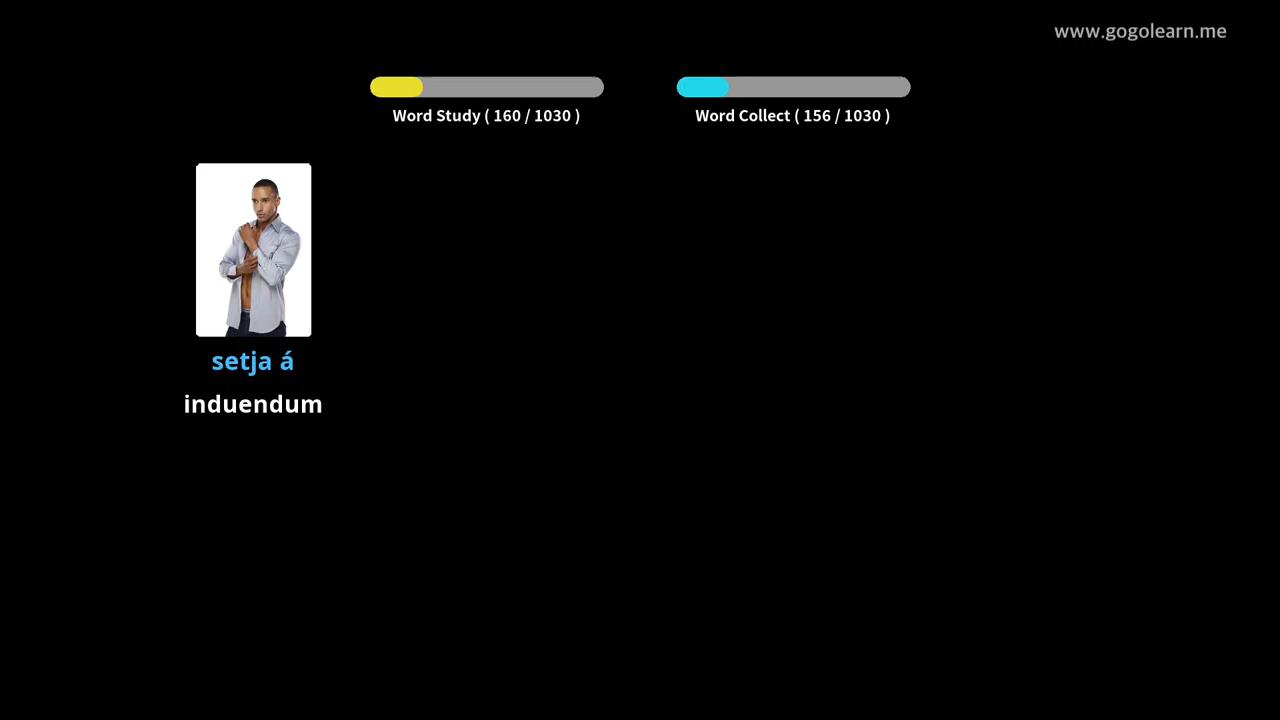 www.gogolearn.me
Word Study ( 160 / 1030 )
Word Collect ( 156 / 1030 )
setja á
induendum